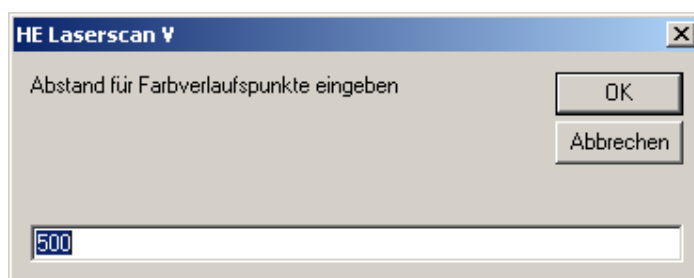 HE Laserscan V
Abstand für Farbverlaufspunkte eingeben
OK
Abbrechen
500